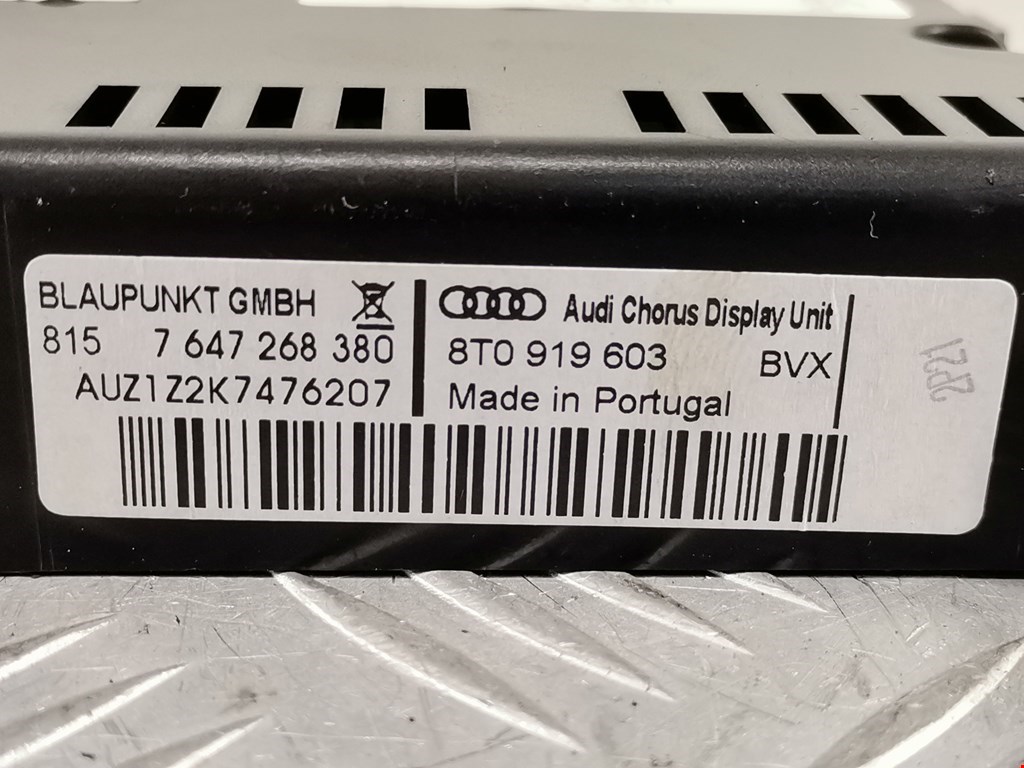 BLAUPUNKT GMBH
815 7 647 268 380
AUZ1Z2K7476207
Audi Chorus Display Unit
8T0 919 603 BVX
Made in Portugal